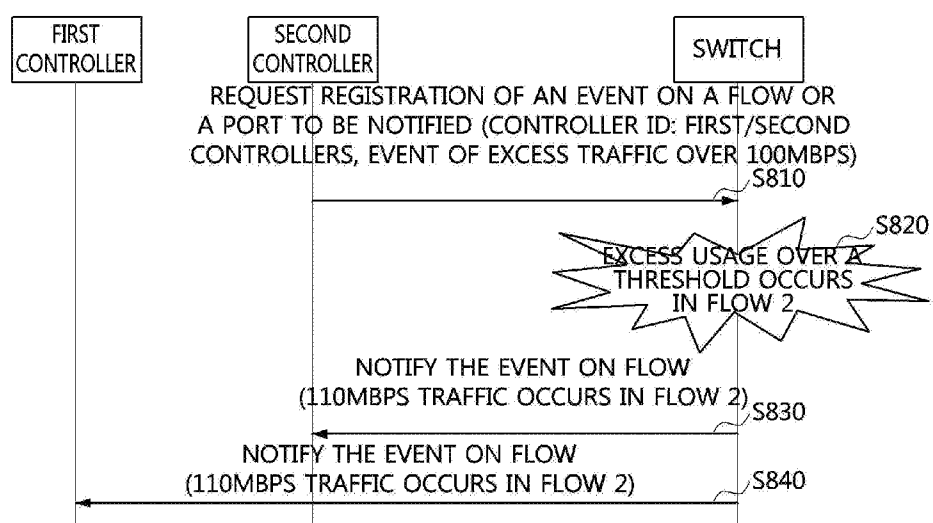 FIRST
CONTROLLER
SECOND
CONTROLLER
SWITCH
REQUEST REGISTRATION OF AN EVENT ON A FLOW OR
A PORT TO BE NOTIFIED (CONTROLLER ID: FIRST/SECOND
CONTROLLERS, EVENT OF EXCESS TRAFFIC OVER 100MBPS)
S810
S820
EXCESS USAGE OVER A
THRESHOLD OCCURS
IN FLOW 2
NOTIFY THE EVENT ON FLOW
(110MBPS TRAFFIC OCCURS IN FLOW 2)
S830
NOTIFY THE EVENT ON FLOW
(110MBPS TRAFFIC OCCURS IN FLOW 2)
S840